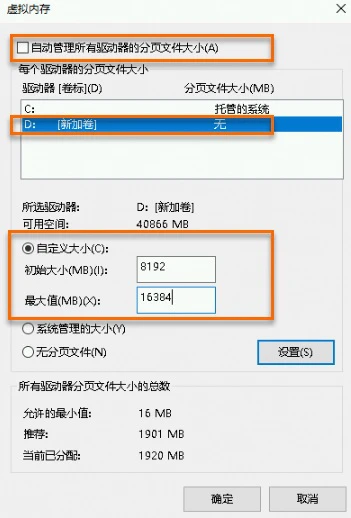 虚拟内存
自动管理所有驱动器的分页文件大小(A)
每个驱动器的分页文件大小
驱动器 [卷标](D) 分页文件大小(MB)
C: 托管的系统
D: [新加卷] 无
所选驱动器: D: [新加卷]
可用空间: 40866 MB
自定义大小(C):
初始大小(MB)(I): 8192
最大值(MB)(X): 16384
系统管理的大小(Y)
无分页文件(N) 设置(S)
所有驱动器分页文件大小的总数
允许的最小值: 16 MB
推荐: 1901 MB
当前已分配: 1920 MB
确定 取消